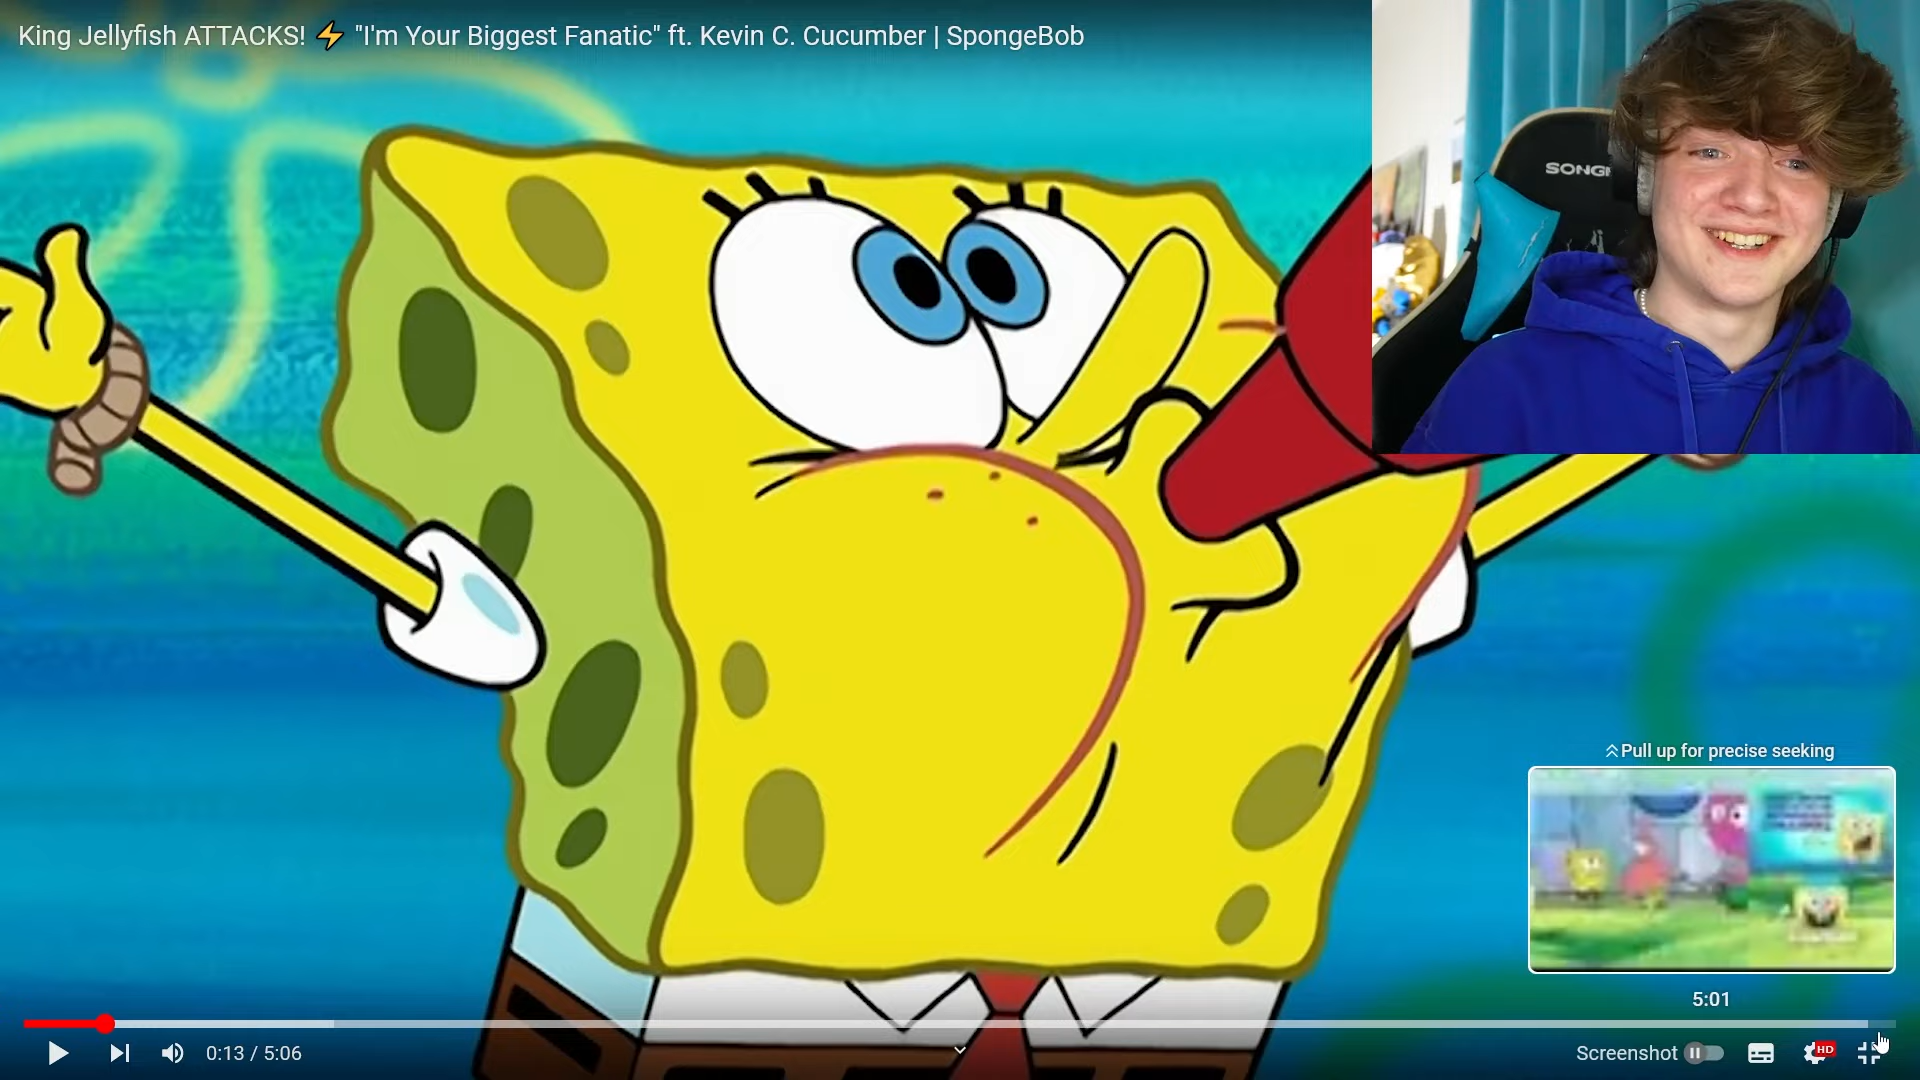 King Jellyfish ATTACKS! ⚡ "I'm Your Biggest Fanatic" ft. Kevin C. Cucumber | SpongeBob
Pull up for precise seeking
5:01
0:13 / 5:06
Screenshot
HD